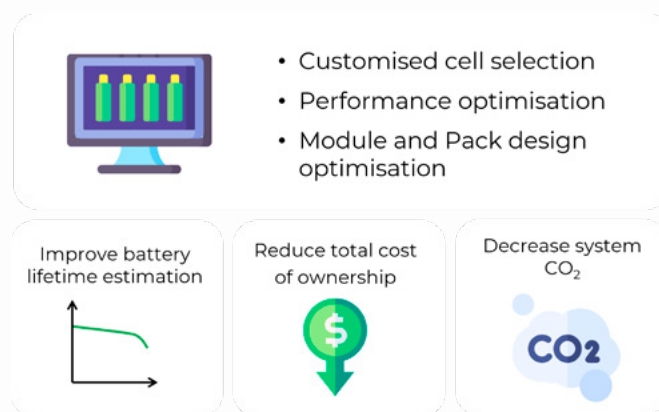 • Customised cell selection
• Performance optimisation
• Module and Pack design
optimisation
Improve battery
lifetime estimation
Reduce total cost
of ownership
$
Decrease system
CO₂
CO2